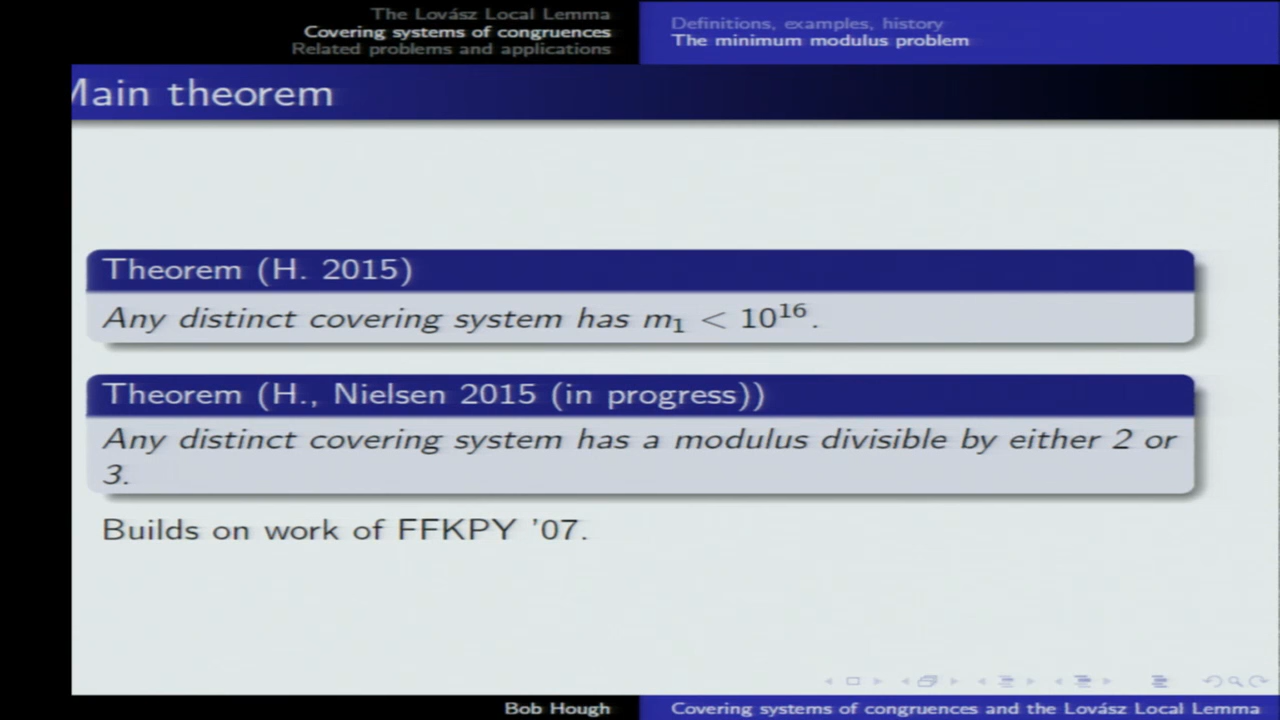 The Lovász Local Lemma
Covering systems of congruences
Related problems and applications
Definitions, examples, history
The minimum modulus problem
Main theorem
Theorem (H. 2015)
Any distinct covering system has m₁ < 10¹⁶.
Theorem (H., Nielsen 2015 (in progress))
Any distinct covering system has a modulus divisible by either 2 or
3.
Builds on work of FFKPY '07.
Bob Hough
Covering systems of congruences and the Lovász Local Lemma